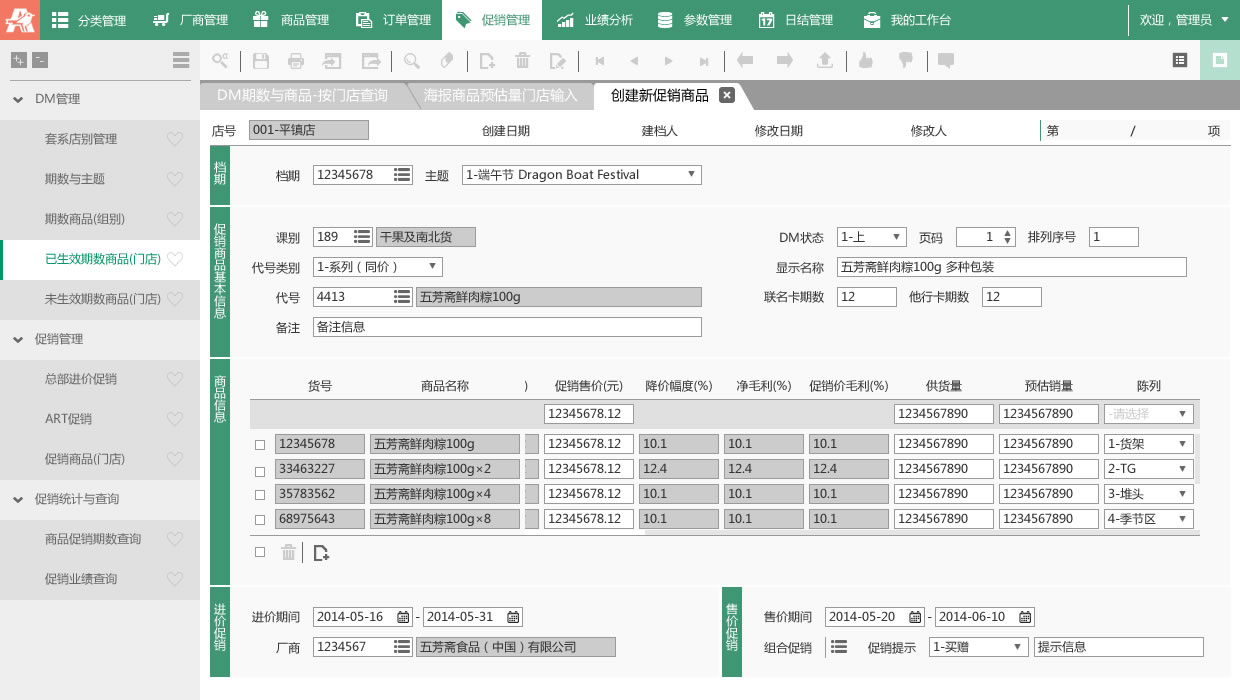 分类管理 厂商管理 商品管理 订单管理 促销管理 业绩分析 参数管理 日结管理 我的工作台 欢迎，管理员
DM期数与商品-按门店查询 海报商品预估量门店输入 创建新促销商品
DM管理
套系店别管理
期数与主题
期数商品(组别)
已生效期数商品(门店)
未生效期数商品(门店)
促销管理
总部进价促销
ART促销
促销商品(门店)
促销统计与查询
商品促销期数查询
促销业绩查询
店号 001-平镇店 创建日期 建档人 修改日期 修改人 第 / 项
档期
档期 12345678 主题 1-端午节 Dragon Boat Festival
促销商品基本信息
课别 189 干果及南北货 DM状态 1-上 页码 1 排列序号 1
代号类别 1-系列（同价） 显示名称 五芳斋鲜肉粽100g 多种包装
代号 4413 五芳斋鲜肉粽100g 联名卡期数 12 他行卡期数 12
备注 备注信息
商品信息
货号 商品名称 ) 促销售价(元) 降价幅度(%) 净毛利(%) 促销价毛利(%) 供货量 预估销量 陈列
12345678.12 1234567890 1234567890 -请选择
12345678 五芳斋鲜肉粽100g 12345678.12 10.1 10.1 10.1 1234567890 1234567890 1-货架
33463227 五芳斋鲜肉粽100g×2 12345678.12 12.4 12.4 12.4 1234567890 1234567890 2-TG
35783562 五芳斋鲜肉粽100g×4 12345678.12 10.1 10.1 10.1 1234567890 1234567890 3-堆头
68975643 五芳斋鲜肉粽100g×8 12345678.12 10.1 10.1 10.1 1234567890 1234567890 4-季节区
进价促销
进价期间 2014-05-16 - 2014-05-31
厂商 1234567 五芳斋食品（中国）有限公司
售价促销
售价期间 2014-05-20 - 2014-06-10
组合促销 促销提示 1-买赠 提示信息